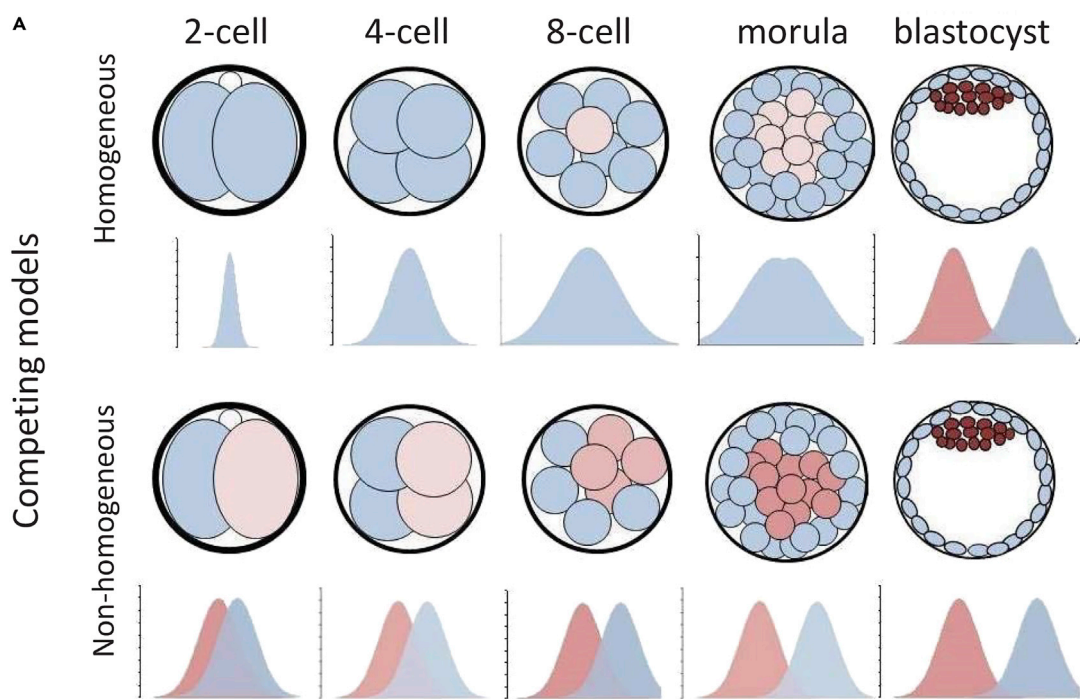 A
2-cell 4-cell 8-cell morula blastocyst
Competing models
Homogeneous
Non-homogeneous